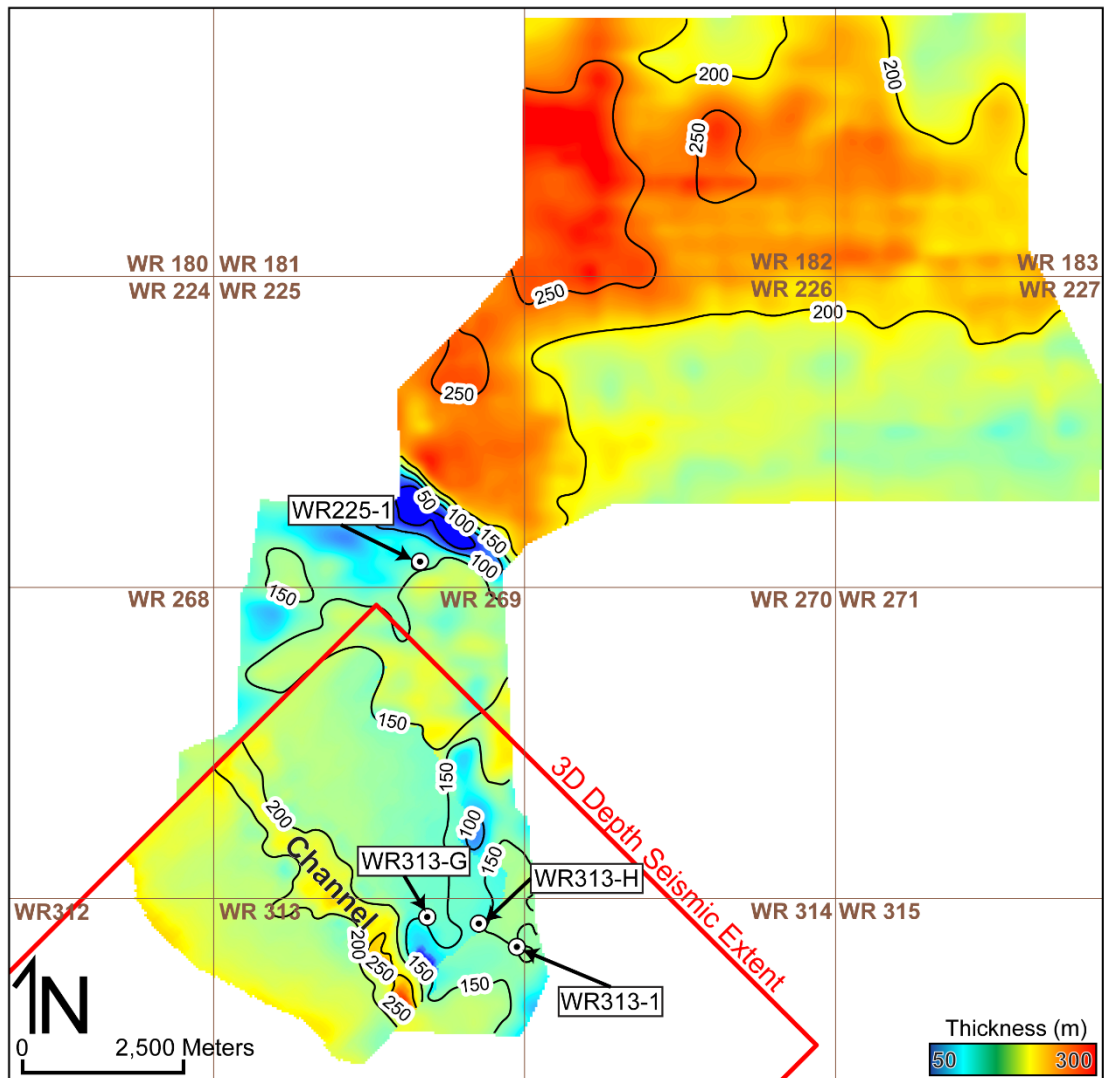 200
200
250
WR 180 WR 181
WR 182
WR 183
WR 224 WR 225
WR 226
WR 227
250
200
250
WR225-1
50
100
150
100
150
WR 268
WR 269
WR 270 WR 271
150
150
3D Depth Seismic Extent
200
100
Channel
150
WR313-G
WR313-H
WR312
WR 313
WR 314 WR 315
200
250
150
150
250
WR313-1
N
0
2,500 Meters
Thickness (m)
50
300